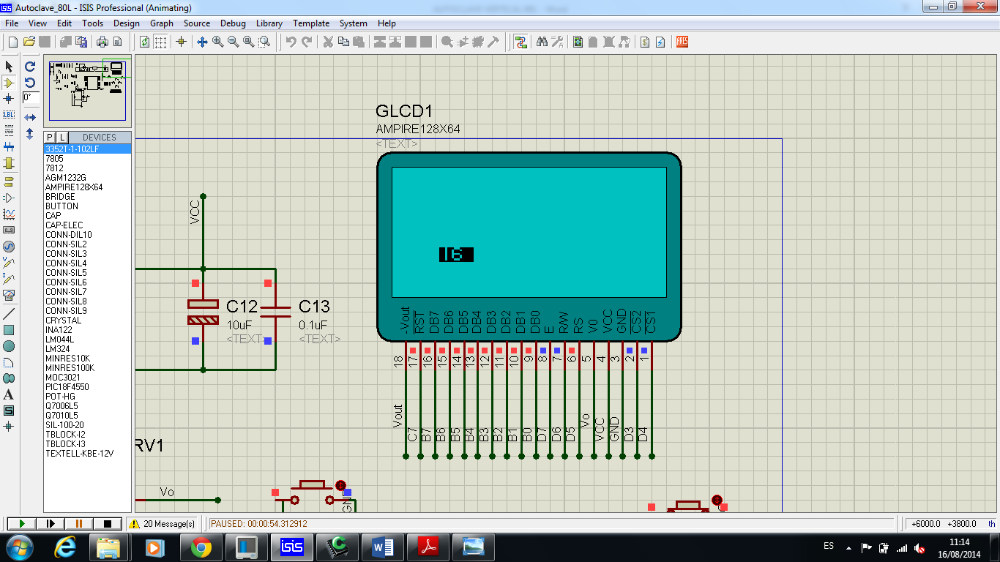 Autoclave_80L - ISIS Professional (Animating)
File View Edit Tools Design Graph Source Debug Library Template System Help
LBL
0°
P L DEVICES
3352T-1-102LF
7805
7812
AGM1232G
AMPIRE128X64
BRIDGE
BUTTON
CAP
CAP-ELEC
CONN-DIL10
CONN-SIL2
CONN-SIL3
CONN-SIL4
CONN-SIL5
CONN-SIL6
CONN-SIL7
CONN-SIL8
CONN-SIL9
CRYSTAL
INA122
LM044L
LM324
MINRES10K
MINRES100K
MOC3021
PIC18F4550
POT-HG
Q7006L5
Q7010L5
SIL-100-20
TBLOCK-I2
TBLOCK-I3
TEXTELL-KBE-12V
GLCD1
AMPIRE128X64
<TEXT>
16
VCC
C12
10uF
<TEXT>
C13
0.1uF
<TEXT>
-Vout RST DB7 DB6 DB5 DB4 DB3 DB2 DB1 DB0 E R/W RS V0 VCC GND CS2 CS1
18 17 16 15 14 13 12 11 10 9 8 7 6 5 4 3 2 1
Vout C7 B7 B6 B5 B4 B3 B2 B1 B0 D7 D6 D5 Vo VCC GND D3 D4
RV1
Vo
GND
20 Message(s)
PAUSED: 00:00:54.312912
+6000.0 +3800.0 th
isis
ES
11:14
16/08/2014